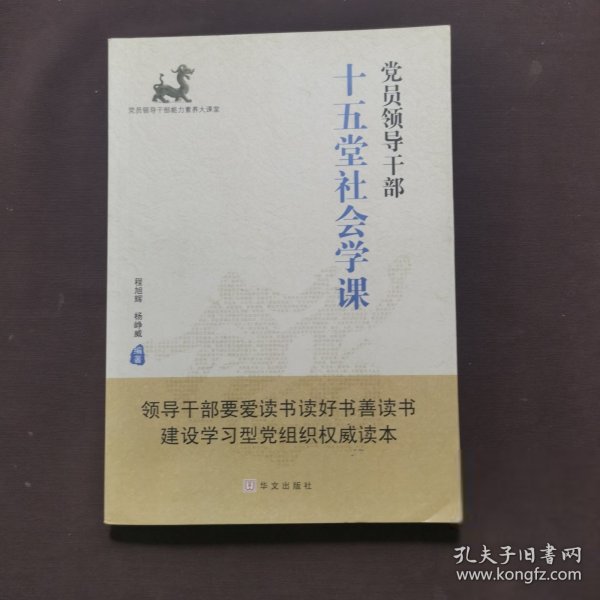 党员领导干部能力素养大课堂
党员领导干部
十五堂社会学课
程旭辉 杨峥威 编著
领导干部要爱读书读好书善读书
建设学习型党组织权威读本
华文出版社
孔夫子旧书网
www.kongfz.com